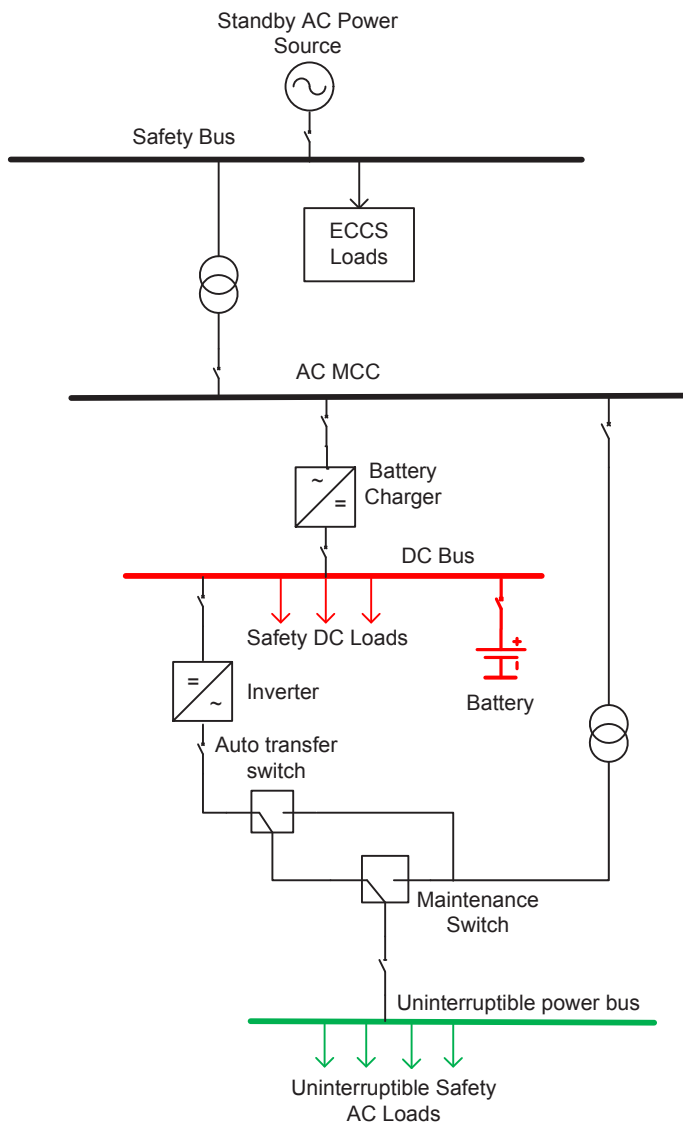 Standby AC Power
Source
Safety Bus
ECCS
Loads
AC MCC
~
=
Battery
Charger
DC Bus
Safety DC Loads
+
Battery
=
~
Inverter
Auto transfer
switch
Maintenance
Switch
Uninterruptible power bus
Uninterruptible Safety
AC Loads